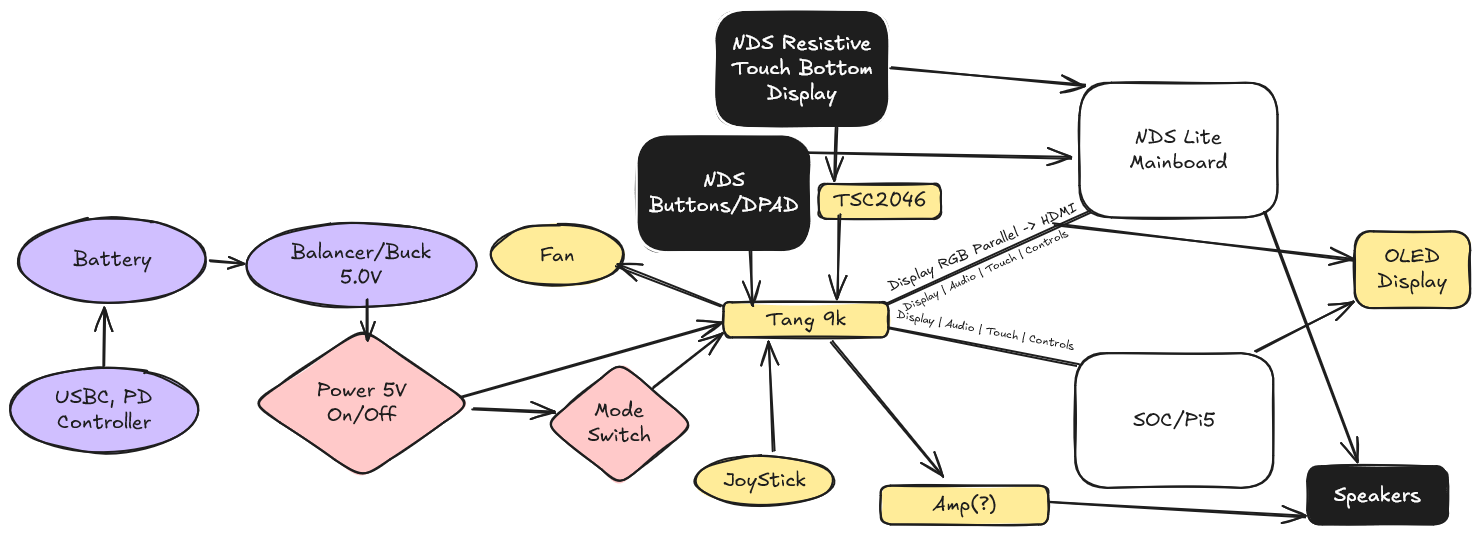 NDS Resistive
Touch Bottom
Display
NDS Lite
Mainboard
NDS
Buttons/DPAD
TSC2046
Battery
Balancer/Buck
5.0V
Fan
Display RGB Parallel -> HDMI
Display | Audio | Touch | Controls
OLED
Display
Tang 9k
Display | Audio | Touch | Controls
USBC, PD
Controller
Power 5V
On/Off
Mode
Switch
SOC/Pi5
JoyStick
Amp(?)
Speakers